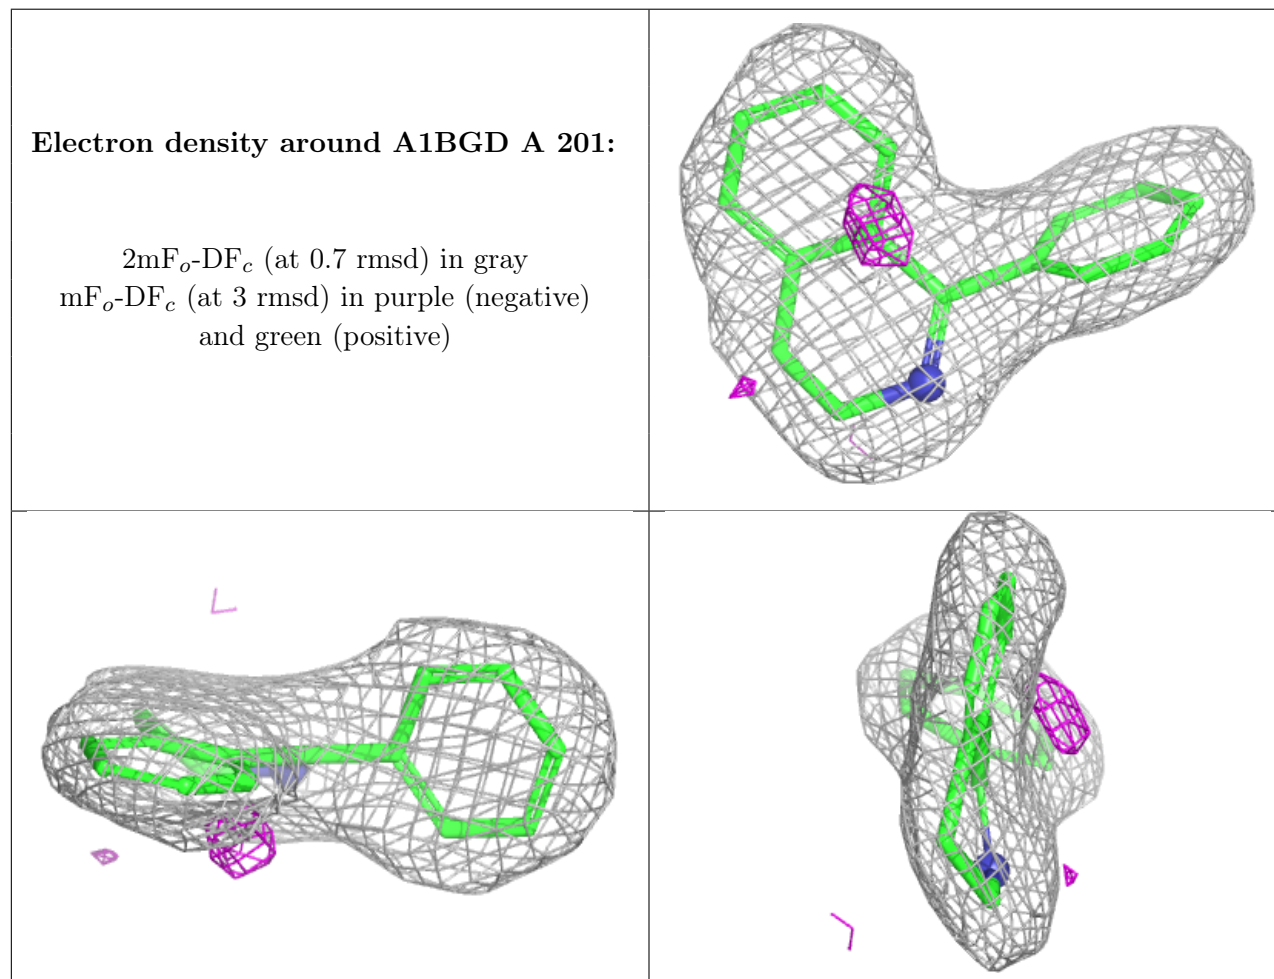 Electron density around A1BGD A 201:
2mFo-DFc (at 0.7 rmsd) in gray
mFo-DFc (at 3 rmsd) in purple (negative)
and green (positive)